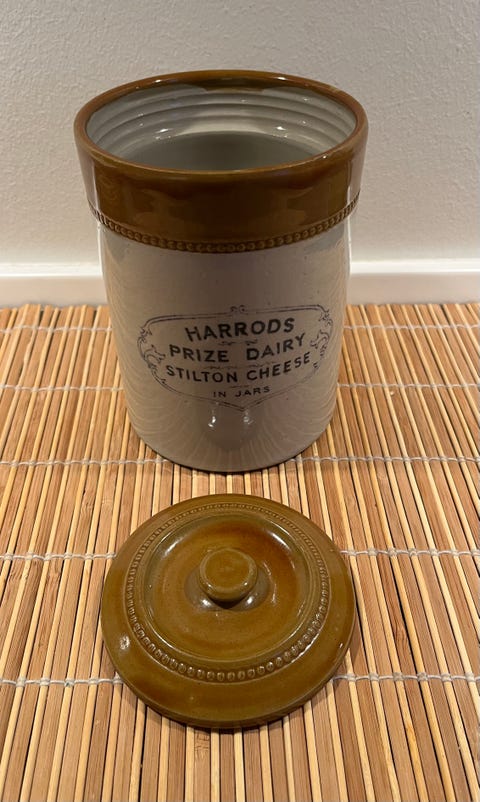 HARRODS
PRIZE DAIRY
STILTON CHEESE
IN JARS